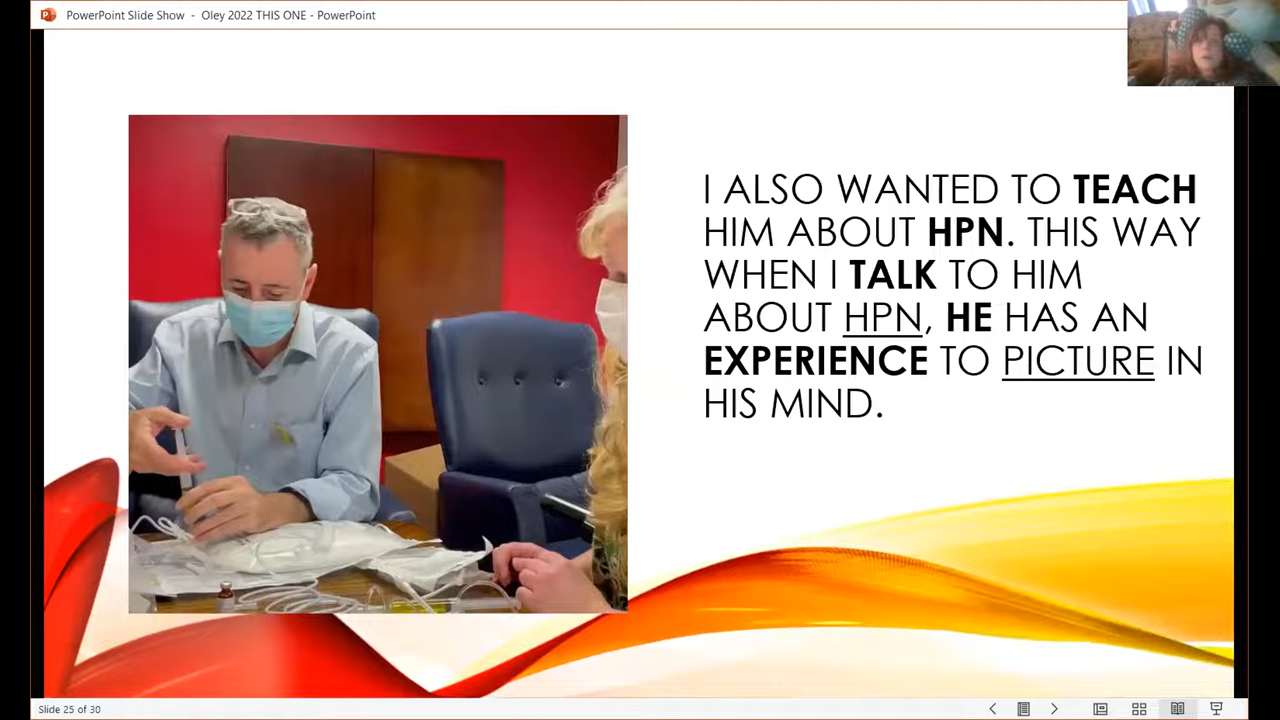 PowerPoint Slide Show - Oley 2022 THIS ONE - PowerPoint
I ALSO WANTED TO TEACH
HIM ABOUT HPN. THIS WAY
WHEN I TALK TO HIM
ABOUT HPN, HE HAS AN
EXPERIENCE TO PICTURE IN
HIS MIND.
Slide 25 of 30